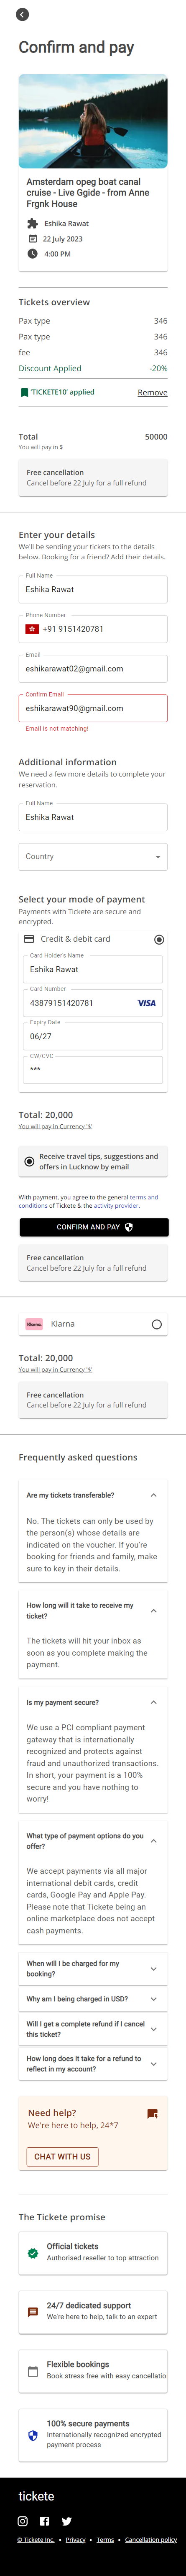 Confirm and pay
Amsterdam opeg boat canal
cruise - Live Ggide - from Anne
Frgnk House
Eshika Rawat
22 July 2023
4:00 PM
Tickets overview
Pax type 346
Pax type 346
fee 346
Discount Applied -20%
'TICKETE10' applied Remove
Total 50000
You will pay in $
Free cancellation
Cancel before 22 July for a full refund
Enter your details
We'll be sending your tickets to the details
below. Booking for a friend? Add their details.
Full Name
Eshika Rawat
Phone Number
+91 9151420781
Email
eshikarawat02@gmail.com
Confirm Email
eshikarawat90@gmail.com
Email is not matching!
Additional information
We need a few more details to complete your
reservation.
Full Name
Eshika Rawat
Country
Select your mode of payment
Payments with Tickete are secure and
encrypted.
Credit & debit card
Card Holder's Name
Eshika Rawat
Card Number
43879151420781 VISA
Expiry Date
06/27
CW/CVC
***
Total: 20,000
You will pay in Currency '$'
Receive travel tips, suggestions and
offers in Lucknow by email
With payment, you agree to the general terms and
conditions of Tickete & the activity provider.
CONFIRM AND PAY
Free cancellation
Cancel before 22 July for a full refund
Klarna. Klarna
Total: 20,000
You will pay in Currency '$'
Free cancellation
Cancel before 22 July for a full refund
Frequently asked questions
Are my tickets transferable?
No. The tickets can only be used by
the person(s) whose details are
indicated on the voucher. If you're
booking for friends and family, make
sure to key in their details.
How long will it take to receive my
ticket?
The tickets will hit your inbox as
soon as you complete making the
payment.
Is my payment secure?
We use a PCI compliant payment
gateway that is internationally
recognized and protects against
fraud and unauthorized transactions.
In short, your payment is a 100%
secure and you have nothing to
worry!
What type of payment options do you
offer?
We accept payments via all major
international debit cards, credit
cards, Google Pay and Apple Pay.
Please note that Tickete being an
online marketplace does not accept
cash payments.
When will I be charged for my
booking?
Why am I being charged in USD?
Will I get a complete refund if I cancel
this ticket?
How long does it take for a refund to
reflect in my account?
Need help?
We're here to help, 24*7
CHAT WITH US
The Tickete promise
Official tickets
Authorised reseller to top attraction
24/7 dedicated support
We're here to help, talk to an expert
Flexible bookings
Book stress-free with easy cancellatio
100% secure payments
Internationally recognized encrypted
payment process
tickete
© Tickete Inc. • Privacy • Terms • Cancellation policy